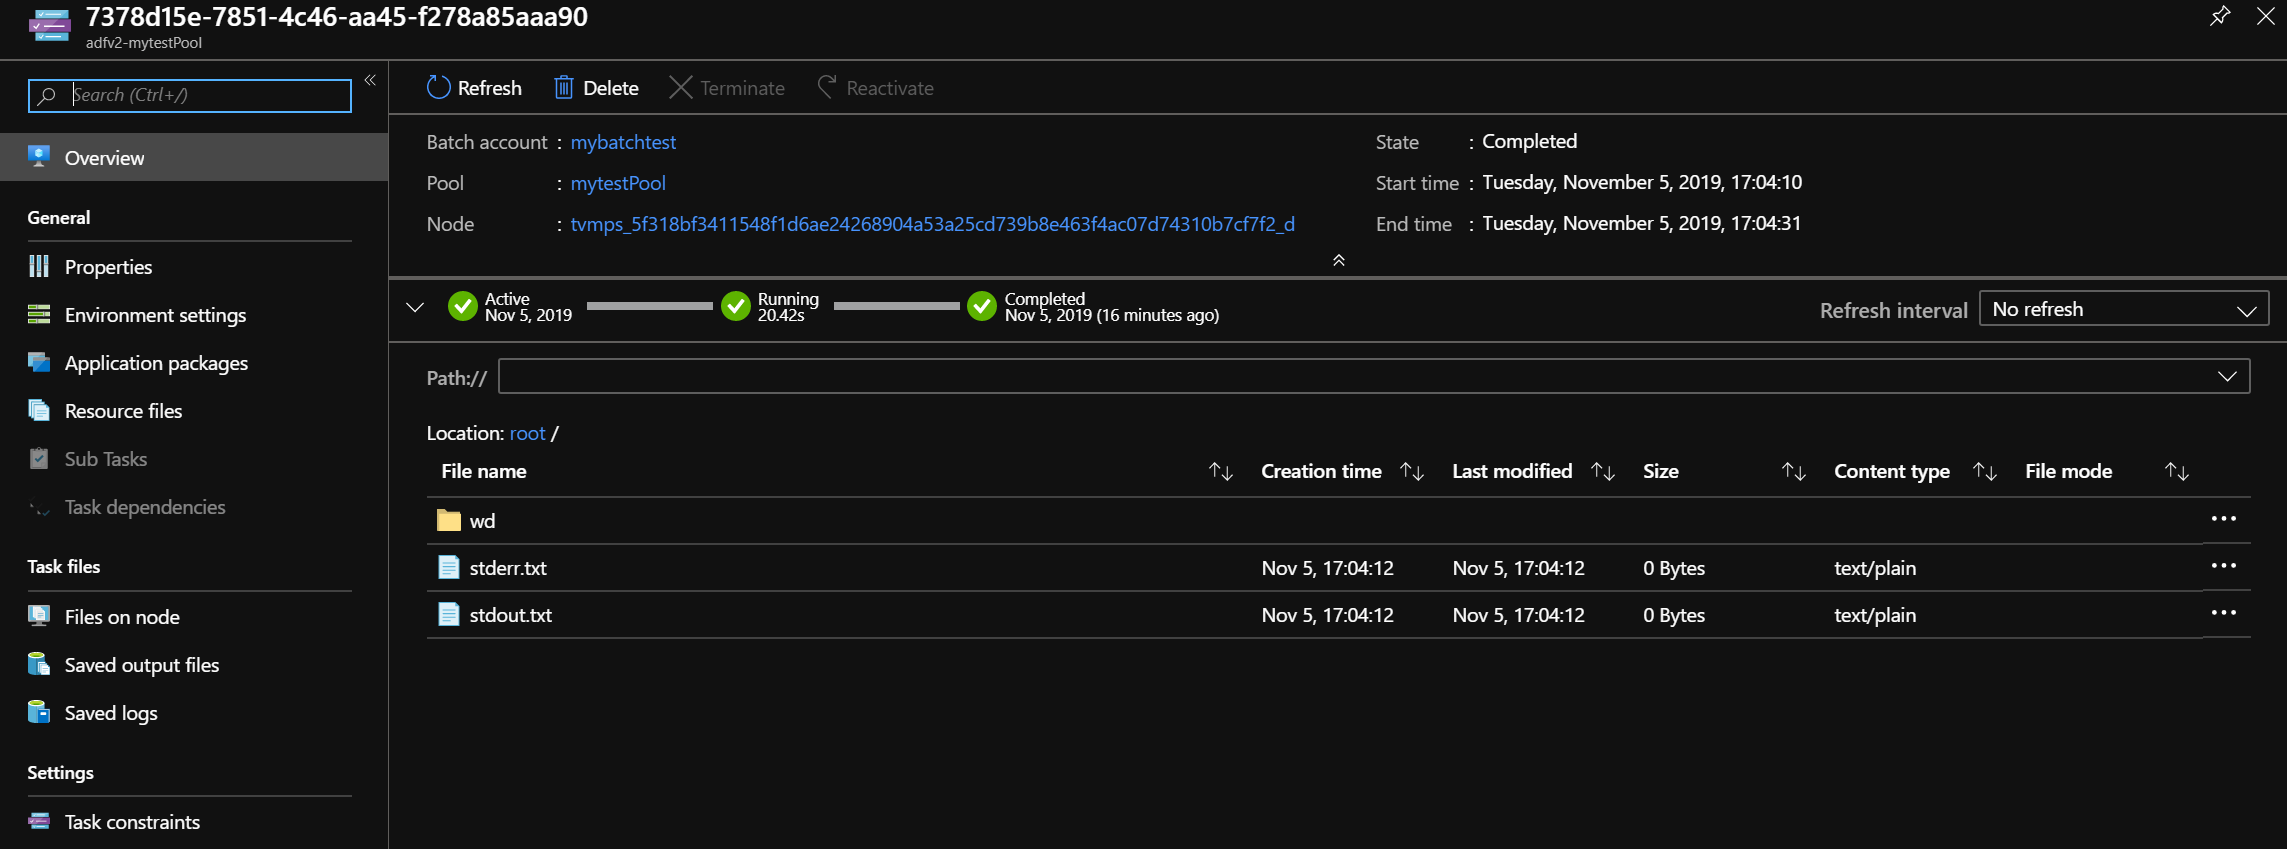 7378d15e-7851-4c46-aa45-f278a85aaa90
adfv2-mytestPool
Search (Ctrl+/)
Overview
General
Properties
Environment settings
Application packages
Resource files
Sub Tasks
Task dependencies
Task files
Files on node
Saved output files
Saved logs
Settings
Task constraints
Refresh Delete Terminate Reactivate
Batch account : mybatchtest
Pool : mytestPool
Node : tvmps_5f318bf3411548f1d6ae24268904a53a25cd739b8e463f4ac07d74310b7cf7f2_d
State : Completed
Start time : Tuesday, November 5, 2019, 17:04:10
End time : Tuesday, November 5, 2019, 17:04:31
Active
Nov 5, 2019
Running
20.42s
Completed
Nov 5, 2019 (16 minutes ago)
Refresh interval No refresh
Path://
Location: root /
File name Creation time Last modified Size Content type File mode
wd
stderr.txt Nov 5, 17:04:12 Nov 5, 17:04:12 0 Bytes text/plain
stdout.txt Nov 5, 17:04:12 Nov 5, 17:04:12 0 Bytes text/plain